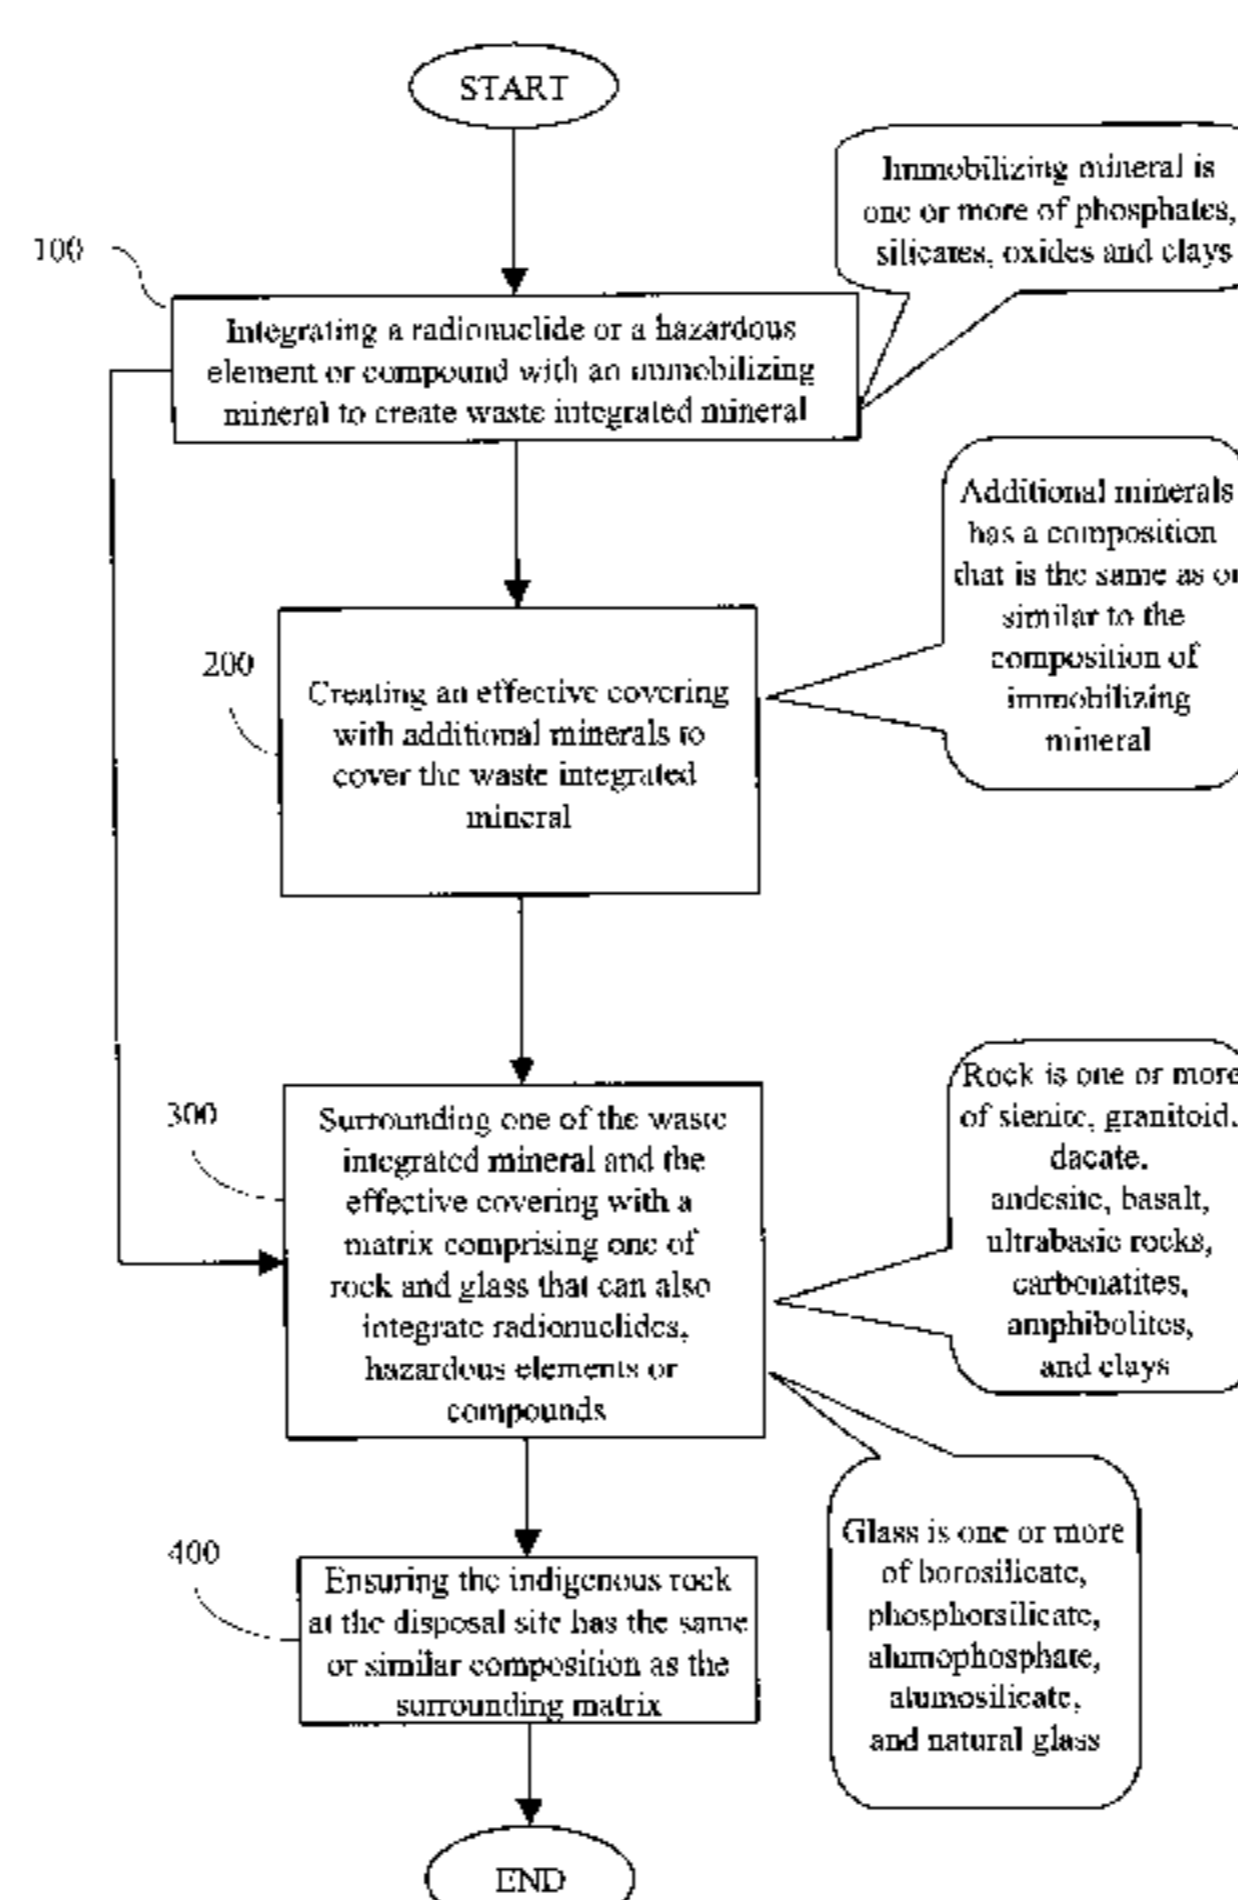 START
Immobilizing mineral is
one or more of phosphates,
silicates, oxides and clays
100
Integrating a radionuclide or a hazardous
element or compound with an immobilizing
mineral to create waste integrated mineral
Additional minerals
has a composition
that is the same as or
similar to the
composition of
immobilizing
mineral
200
Creating an effective covering
with additional minerals to
cover the waste integrated
mineral
300
Surrounding one of the waste
integrated mineral and the
effective covering with a
matrix comprising one of
rock and glass that can also
integrate radionuclides,
hazardous elements or
compounds
Rock is one or more
of sienite, granitoid,
dacate,
andesite, basalt,
ultrabasic rocks,
carbonatites,
amphibolites,
and clays
Glass is one or more
of borosilicate,
phosphorsilicate,
alumophosphate,
alumosilicate,
and natural glass
400
Ensuring the indigenous rock
at the disposal site has the same
or similar composition as the
surrounding matrix
END